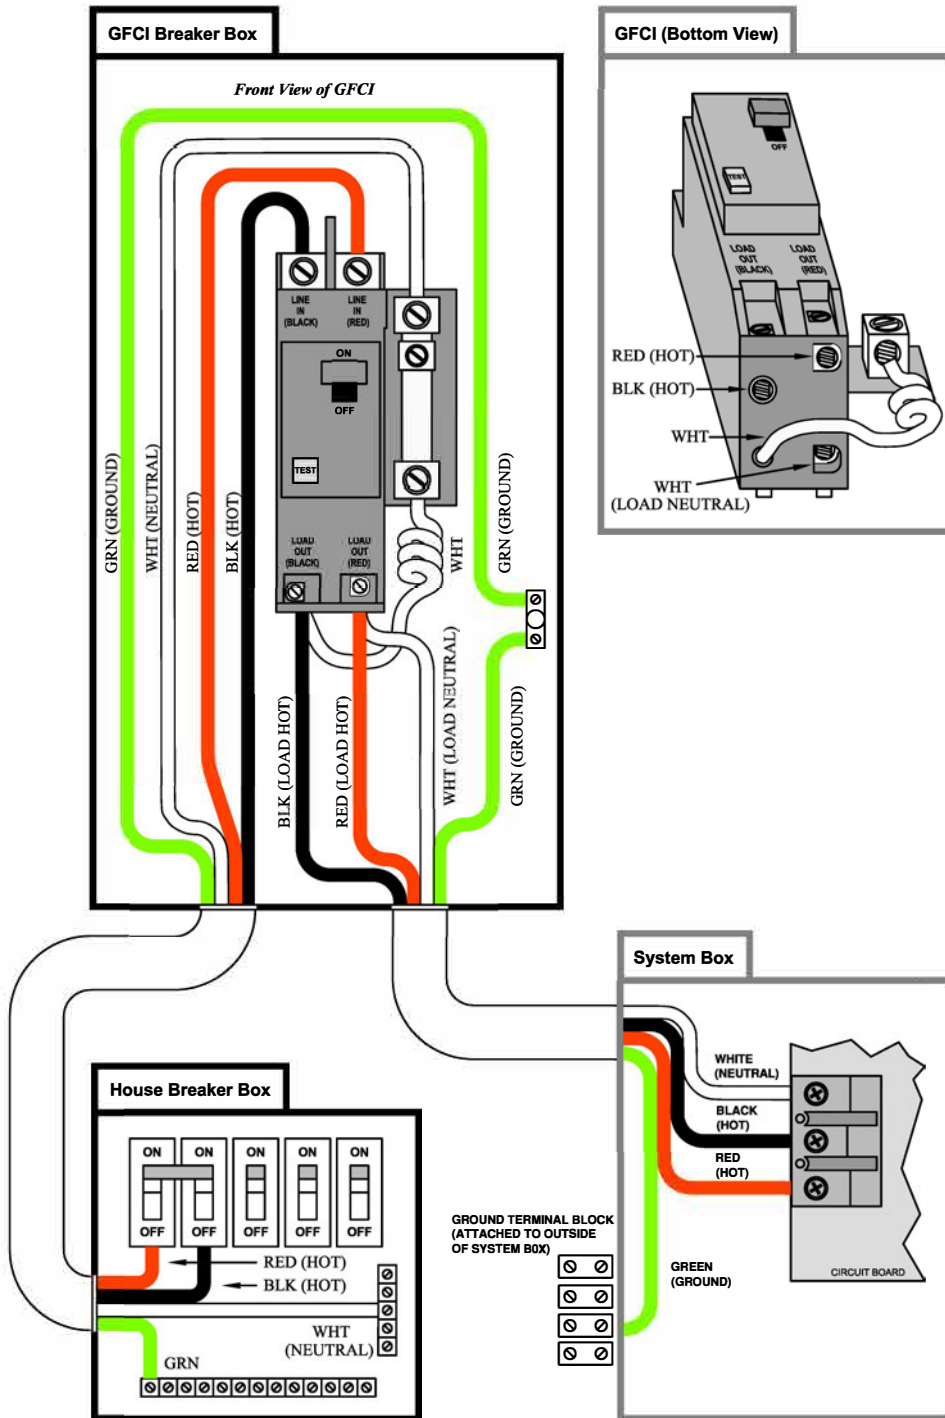 GFCI Breaker Box
Front View of GFCI
LINE
IN
(BLACK)
LINE
IN
(RED)
ON
OFF
TEST
LOAD
OUT
(BLACK)
LOAD
OUT
(RED)
GRN (GROUND)
WHT (NEUTRAL)
RED (HOT)
BLK (HOT)
WHT
GRN (GROUND)
BLK (LOAD HOT)
RED (LOAD HOT)
WHT (LOAD NEUTRAL)
GRN (GROUND)
GFCI (Bottom View)
OFF
TEST
LOAD
OUT
(BLACK)
LOAD
OUT
(RED)
RED (HOT)
BLK (HOT)
WHT
WHT
(LOAD NEUTRAL)
House Breaker Box
ON
ON
ON
ON
ON
OFF
OFF
OFF
OFF
OFF
RED (HOT)
BLK (HOT)
WHT
(NEUTRAL)
GRN
System Box
WHITE
(NEUTRAL)
BLACK
(HOT)
RED
(HOT)
GROUND TERMINAL BLOCK
(ATTACHED TO OUTSIDE
OF SYSTEM BOX)
GREEN
(GROUND)
CIRCUIT BOARD